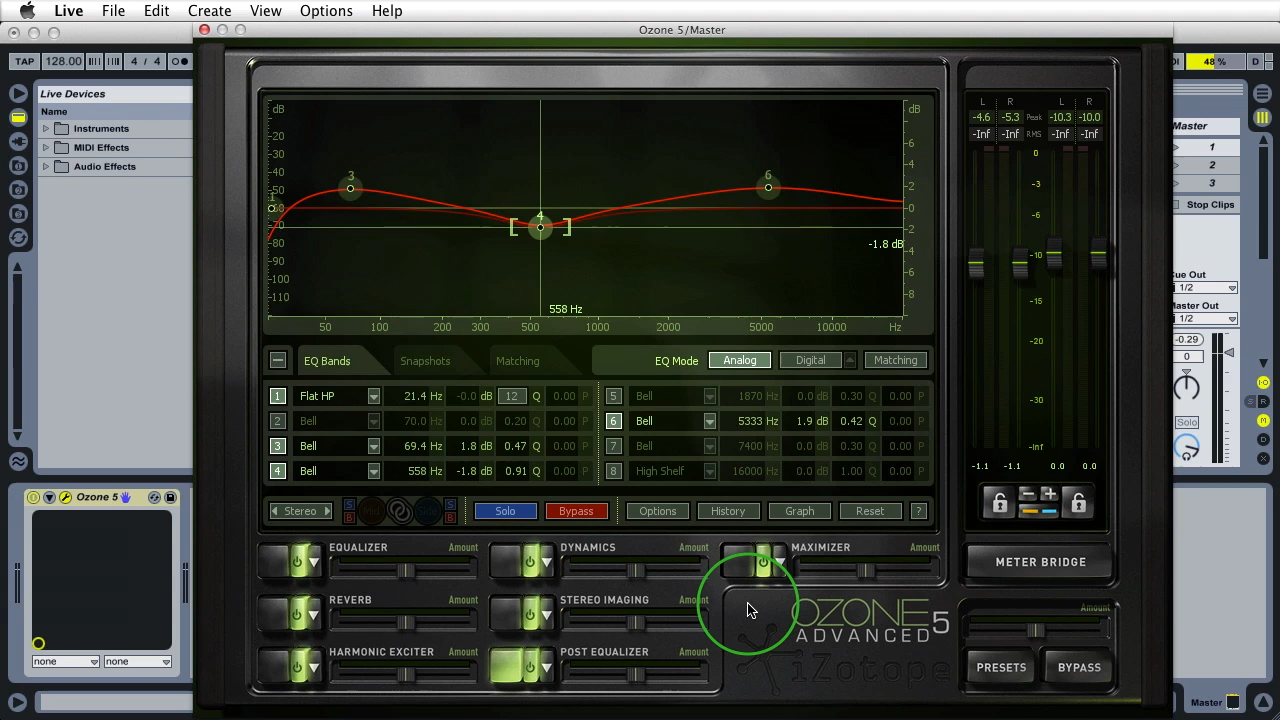 Live File Edit Create View Options Help
Ozone 5/Master
TAP 128.00 4 / 4 48 % D
Live Devices
Name
Instruments
MIDI Effects
Audio Effects
dB
-20
-30
-40
-50
-60
-70
-80
-90
-100
-110
3
6
4
1
dB
6
4
2
0
2
4
6
8
-1.8 dB
558 Hz
50 100 200 300 500 1000 2000 5000 10000 Hz
EQ Bands Snapshots Matching EQ Mode Analog Digital Matching
1 Flat HP 21.4 Hz -0.0 dB 12 Q 0.00 P
2 Bell 70.0 Hz 0.0 dB 0.20 Q 0.00 P
3 Bell 69.4 Hz 1.8 dB 0.47 Q 0.00 P
4 Bell 558 Hz -1.8 dB 0.91 Q 0.00 P
5 Bell 1870 Hz 0.0 dB 0.30 Q 0.00 P
6 Bell 5333 Hz 1.9 dB 0.42 Q 0.00 P
7 Bell 7400 Hz 0.0 dB 0.30 Q 0.00 P
8 High Shelf 16000 Hz 0.0 dB 1.00 Q 0.00 P
Stereo S B Mid Side S B Solo Bypass Options History Graph Reset ?
EQUALIZER Amount
DYNAMICS Amount
MAXIMIZER Amount
REVERB Amount
STEREO IMAGING Amount
HARMONIC EXCITER Amount
POST EQUALIZER Amount
OZONE 5
ADVANCED
iZotope
L R L R
-4.6 -5.3 Peak -10.3 -10.0
-Inf -Inf RMS -Inf -Inf
0
-3
-6
-10
-15
-20
-30
-Inf
-1.1 -1.1 0.0 0.0
METER BRIDGE
Amount
PRESETS BYPASS
Master
1
2
3
Stop Clips
Cue Out
1/2
Master Out
1/2
-0.29
0
Solo
S R
M
D
Ozone 5
none none
Master